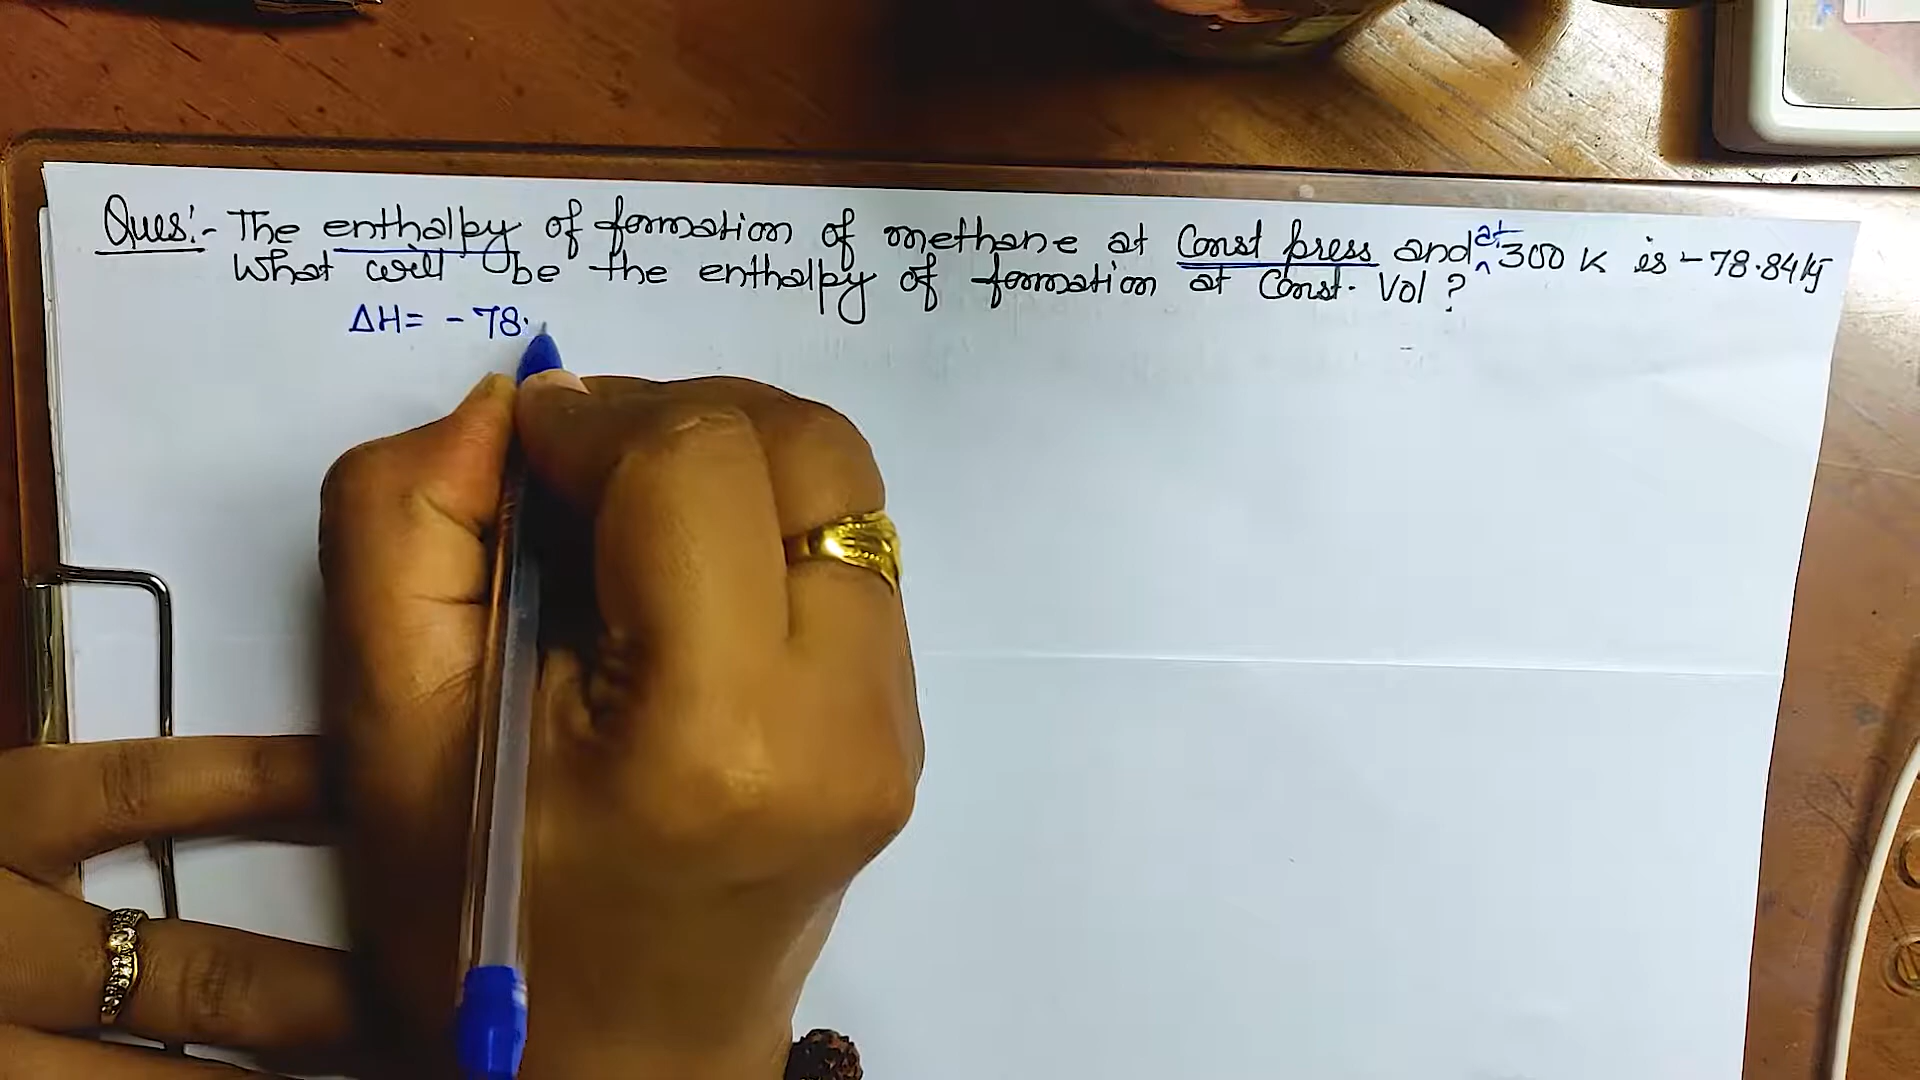 Ques:- The enthalpy of formation of methane at Const press and at 300 K is -78.84 kJ
What will be the enthalpy of formation at Const. Vol ?
ΔH = - 78.